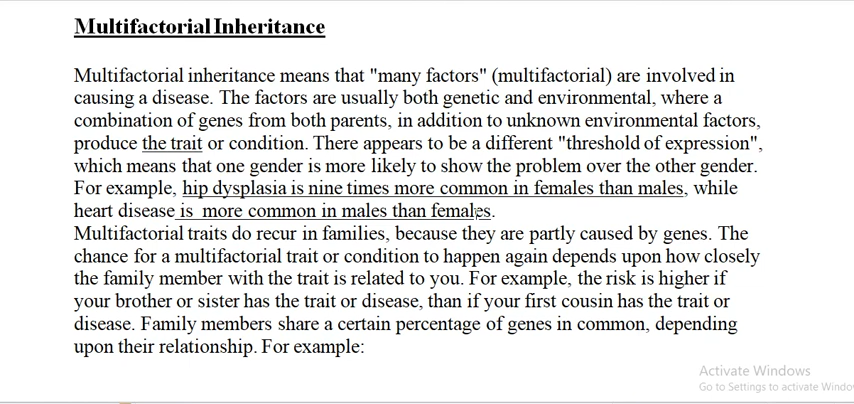 Multifactorial Inheritance
Multifactorial inheritance means that "many factors" (multifactorial) are involved in
causing a disease. The factors are usually both genetic and environmental, where a
combination of genes from both parents, in addition to unknown environmental factors,
produce the trait or condition. There appears to be a different "threshold of expression",
which means that one gender is more likely to show the problem over the other gender.
For example, hip dysplasia is nine times more common in females than males, while
heart disease is  more common in males than females.
Multifactorial traits do recur in families, because they are partly caused by genes. The
chance for a multifactorial trait or condition to happen again depends upon how closely
the family member with the trait is related to you. For example, the risk is higher if
your brother or sister has the trait or disease, than if your first cousin has the trait or
disease. Family members share a certain percentage of genes in common, depending
upon their relationship. For example:
Activate Windows
Go to Settings to activate Windo